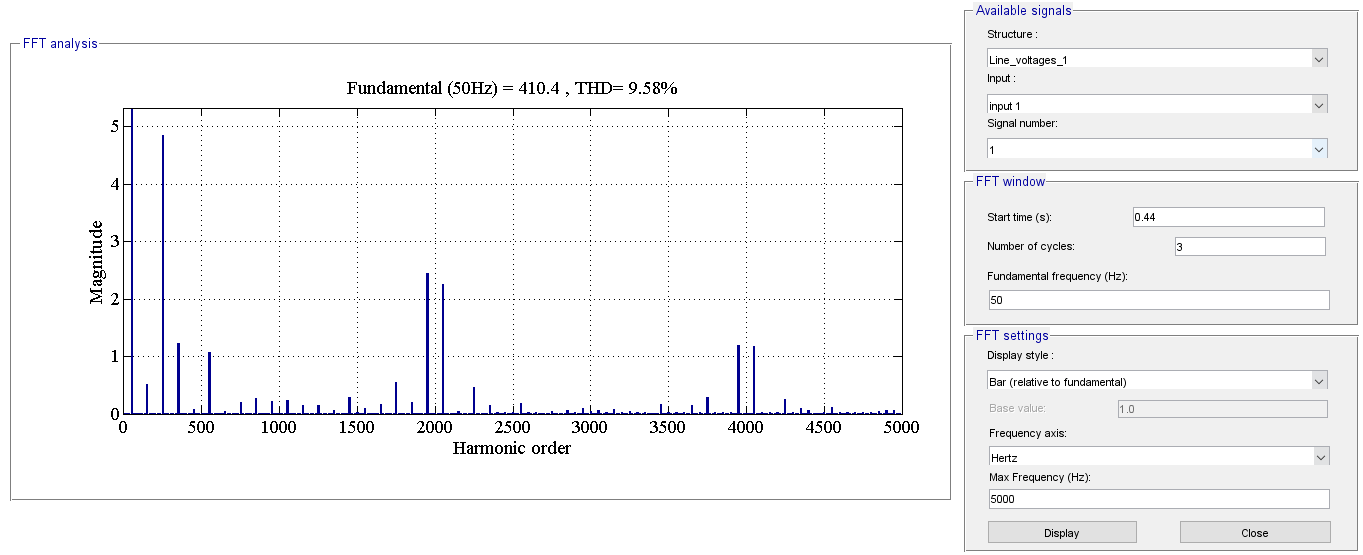 FFT analysis
Fundamental (50Hz) = 410.4 , THD= 9.58%
Magnitude
5
4
3
2
1
0
0 500 1000 1500 2000 2500 3000 3500 4000 4500 5000
Harmonic order
Available signals
Structure :
Line_voltages_1
Input :
input 1
Signal number:
1
FFT window
Start time (s): 0.44
Number of cycles: 3
Fundamental frequency (Hz):
50
FFT settings
Display style :
Bar (relative to fundamental)
Base value: 1.0
Frequency axis:
Hertz
Max Frequency (Hz):
5000
Display Close